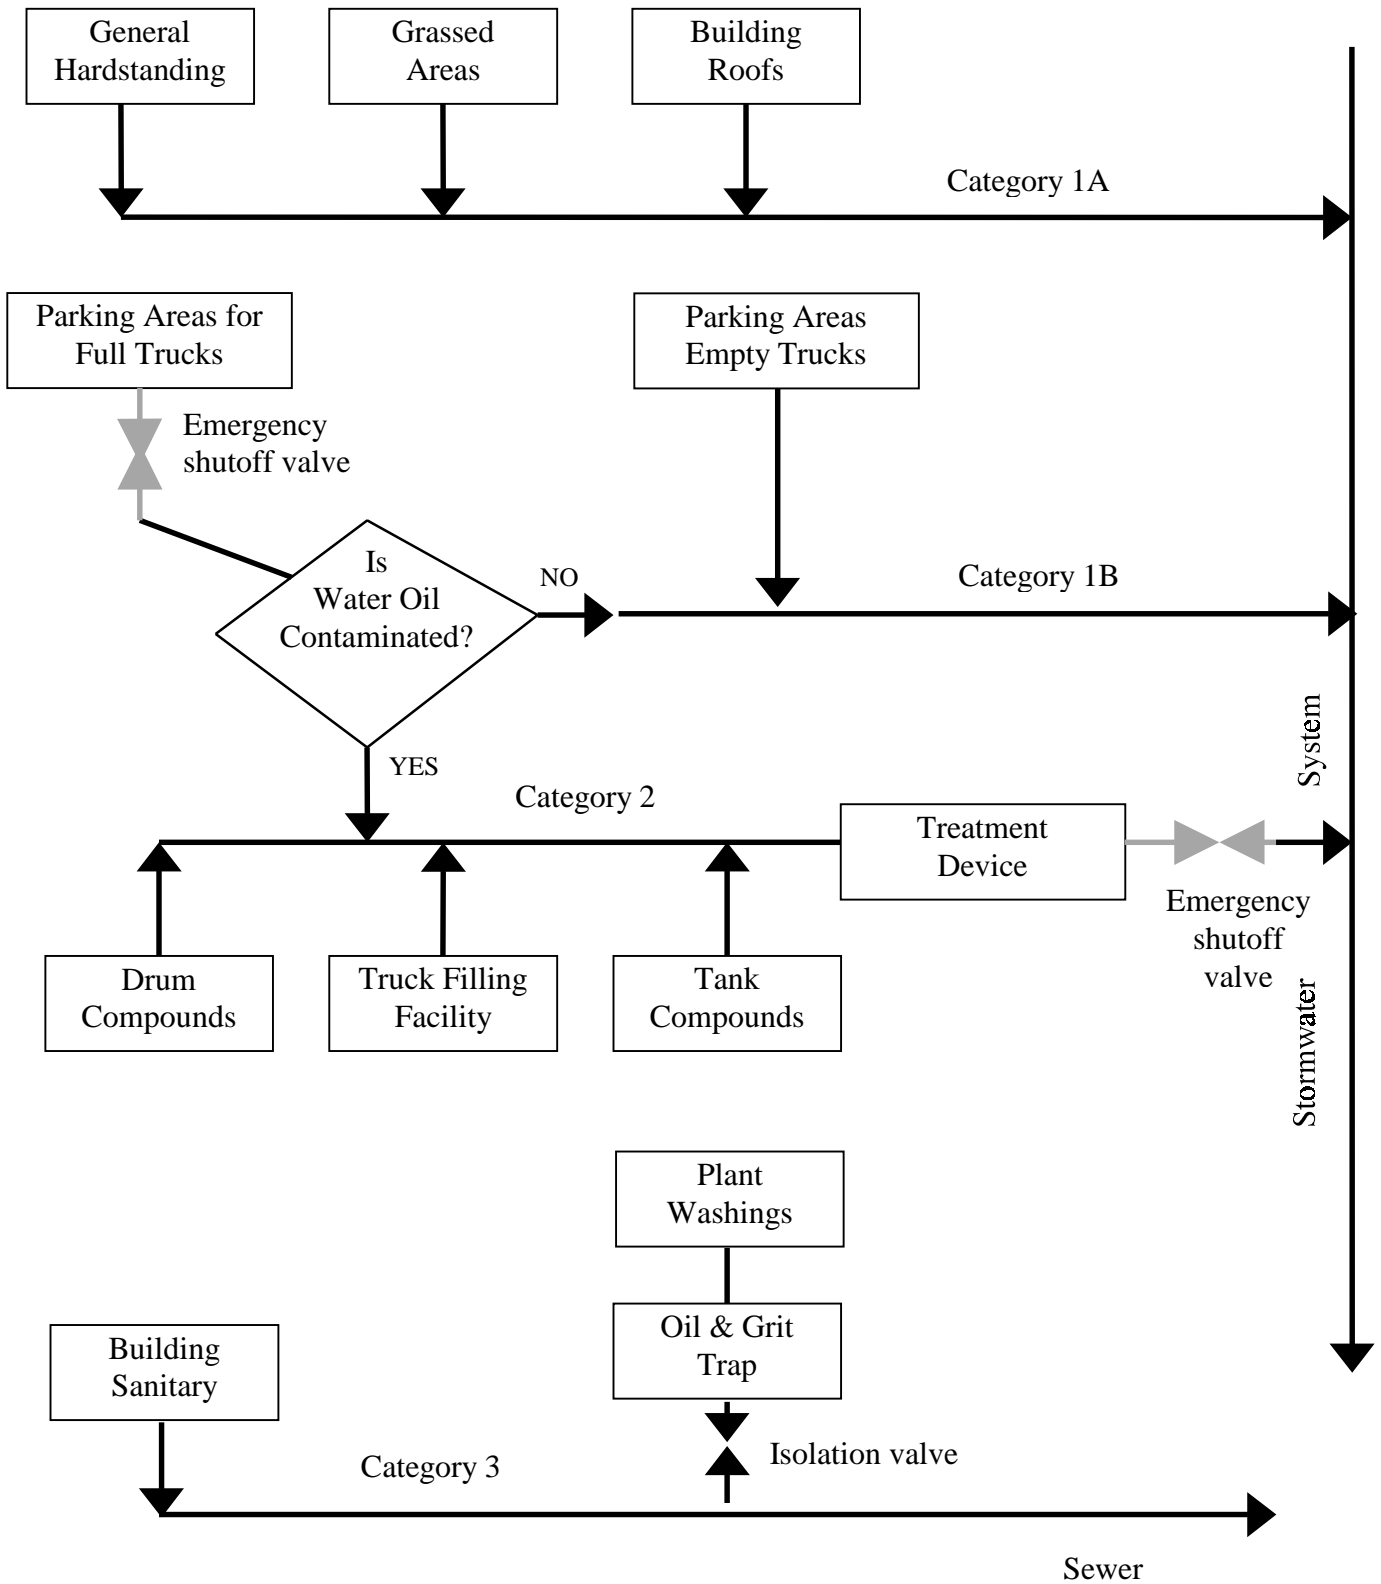 General
Hardstanding
Grassed
Areas
Building
Roofs
Category 1A
Parking Areas for
Full Trucks
Parking Areas
Empty Trucks
Emergency
shutoff valve
Is
Water Oil
Contaminated?
NO
Category 1B
YES
Category 2
Treatment
Device
Emergency
shutoff
valve
Stormwater System
Drum
Compounds
Truck Filling
Facility
Tank
Compounds
Plant
Washings
Oil & Grit
Trap
Building
Sanitary
Isolation valve
Category 3
Sewer